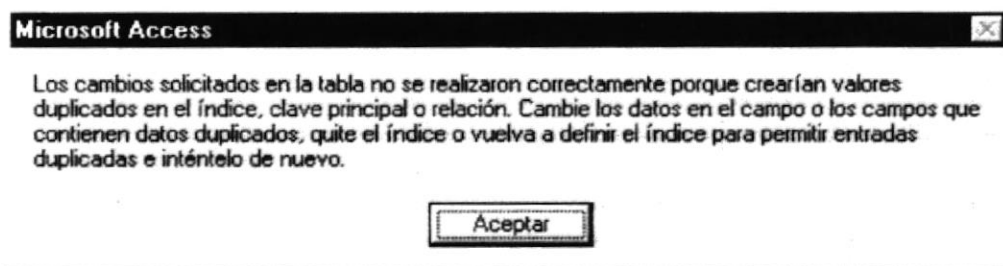 Microsoft Access
Los cambios solicitados en la tabla no se realizaron correctamente porque crearían valores
duplicados en el índice, clave principal o relación. Cambie los datos en el campo o los campos que
contienen datos duplicados, quite el índice o vuelva a definir el índice para permitir entradas
duplicadas e inténtelo de nuevo.
Aceptar